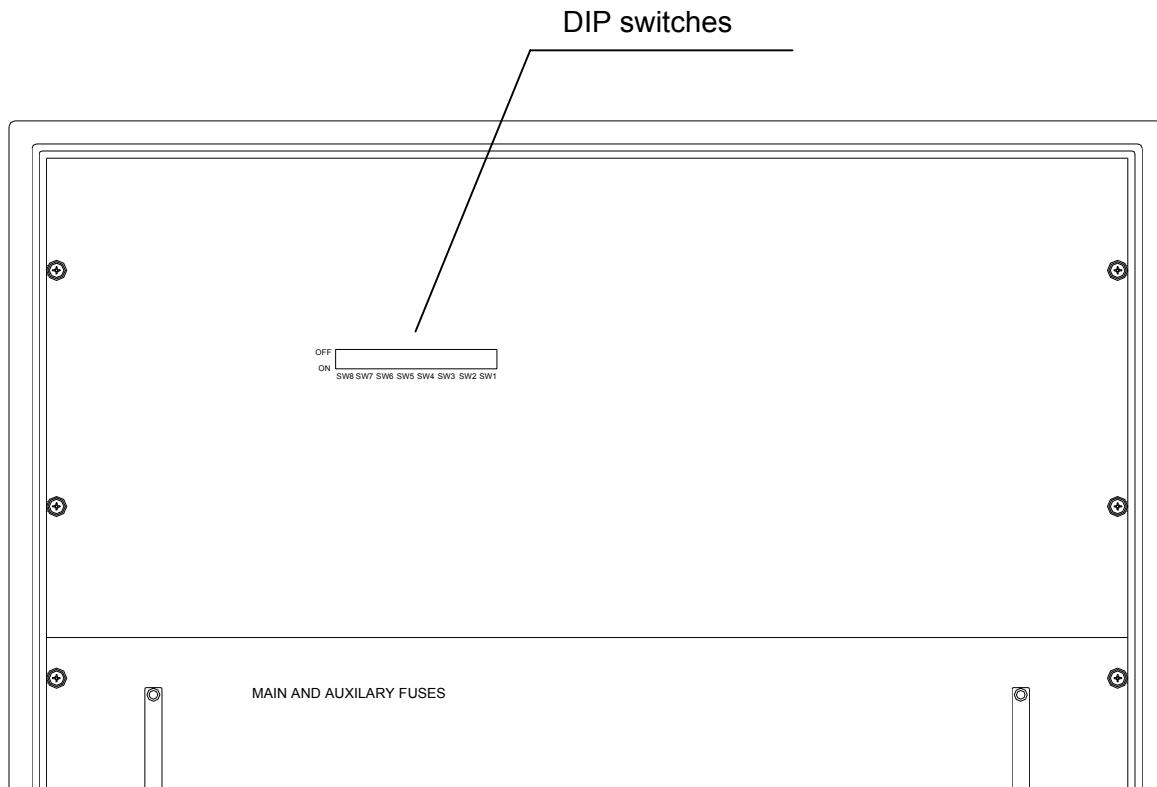 DIP switches
OFF
ON
SW8 SW7 SW6 SW5 SW4 SW3 SW2 SW1
MAIN AND AUXILARY FUSES